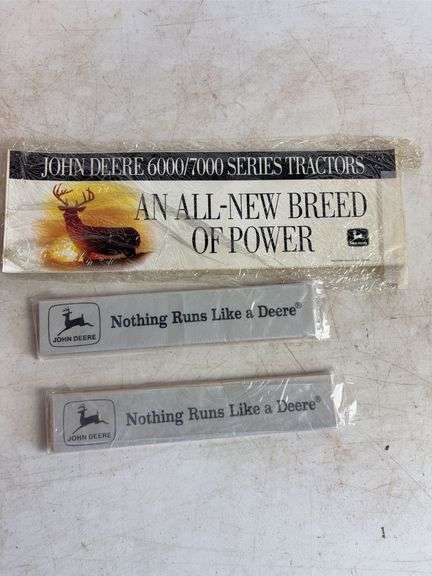 JOHN DEERE 6000/7000 SERIES TRACTORS
AN ALL-NEW BREED
OF POWER
Nothing Runs Like a Deere®
JOHN DEERE
Nothing Runs Like a Deere®
JOHN DEERE